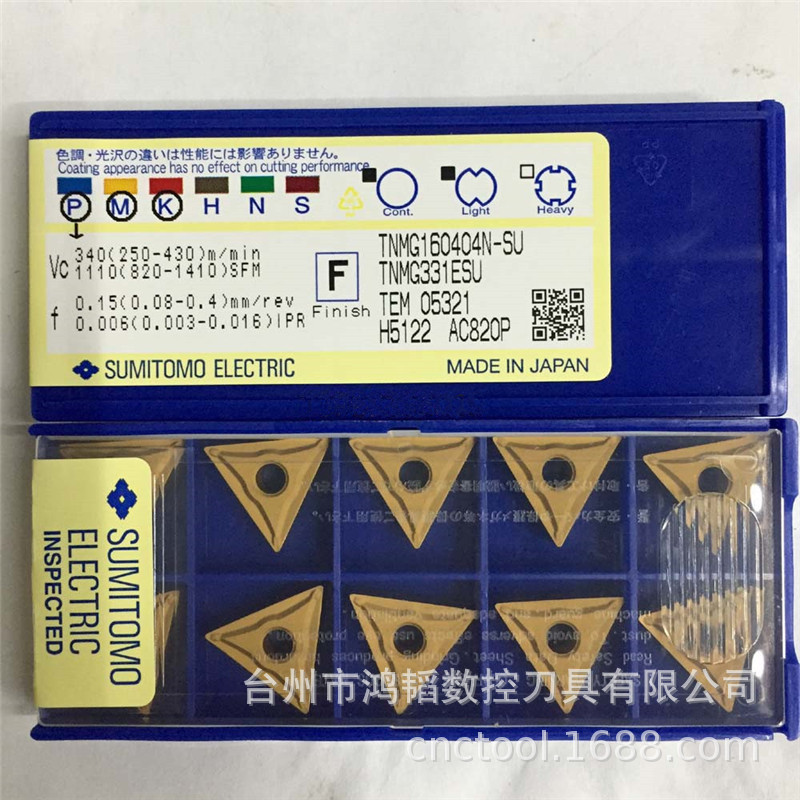 色調・光沢の違いは性能には影響ありません。
Coating appearance has no effect on cutting performance.
P M K H N S
Cont. Light Heavy
Vc 340(250-430)m/min
1110(820-1410)SFM
f 0.15(0.08-0.4)mm/rev
0.006(0.003-0.016)IPR
F
Finish
TNMG160404N-SU
TNMG331ESU
TEM 05321
H5122 AC820P
SUMITOMO ELECTRIC
MADE IN JAPAN
SUMITOMO
ELECTRIC
INSPECTED
台州市鸿韬数控刀具有限公司
cnctool.1688.com